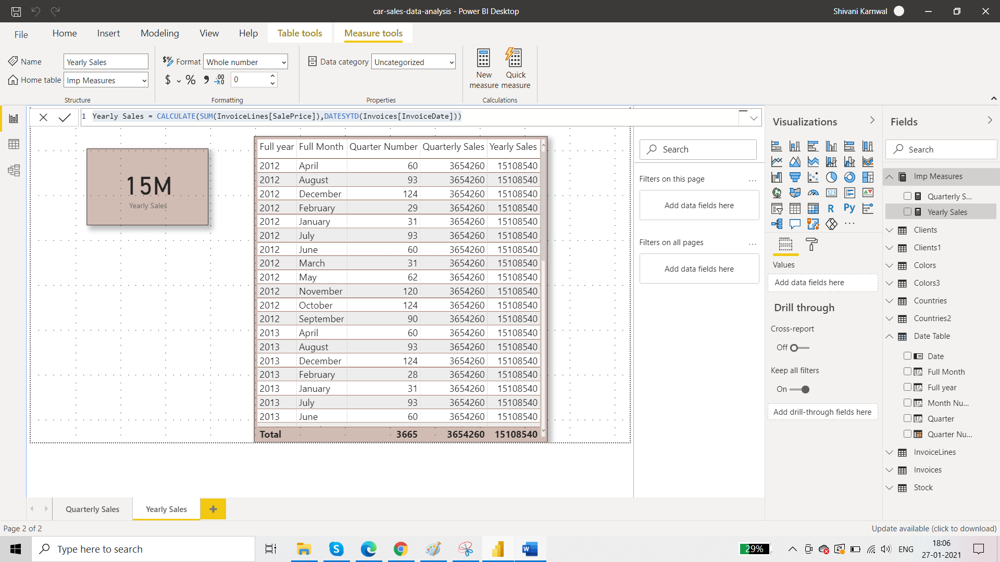 car-sales-data-analysis - Power BI Desktop
Shivani Karnwal
File
Home
Insert
Modeling
View
Help
Table tools
Measure tools
Name
Yearly Sales
Home table
Imp Measures
Structure
Format
Whole number
$
%
0
Formatting
Data category
Uncategorized
Properties
New measure
Quick measure
Calculations
1 Yearly Sales = CALCULATE(SUM(InvoiceLines[SalePrice]),DATESYTD(Invoices[InvoiceDate]))
15M
Yearly Sales
Full year Full Month Quarter Number Quarterly Sales Yearly Sales
2012 April 60 3654260 15108540
2012 August 93 3654260 15108540
2012 December 124 3654260 15108540
2012 February 29 3654260 15108540
2012 January 31 3654260 15108540
2012 July 93 3654260 15108540
2012 June 60 3654260 15108540
2012 March 31 3654260 15108540
2012 May 62 3654260 15108540
2012 November 120 3654260 15108540
2012 October 124 3654260 15108540
2012 September 90 3654260 15108540
2013 April 60 3654260 15108540
2013 August 93 3654260 15108540
2013 December 124 3654260 15108540
2013 February 28 3654260 15108540
2013 January 31 3654260 15108540
2013 July 93 3654260 15108540
2013 June 60 3654260 15108540
Total 3665 3654260 15108540
Search
Filters on this page
...
Add data fields here
Filters on all pages
...
Add data fields here
Visualizations
123
R
Py
...
Values
Add data fields here
Drill through
Cross-report
Off
Keep all filters
On
Add drill-through fields here
Fields
Search
Imp Measures
Quarterly S...
Yearly Sales
Clients
Clients1
Colors
Colors3
Countries
Countries2
Date Table
Date
Full Month
Full year
Month Nu...
Quarter
Quarter Nu...
InvoiceLines
Invoices
Stock
Quarterly Sales
Yearly Sales
+
Page 2 of 2
Update available (click to download)
Type here to search
29%
ENG
18:06
27-01-2021